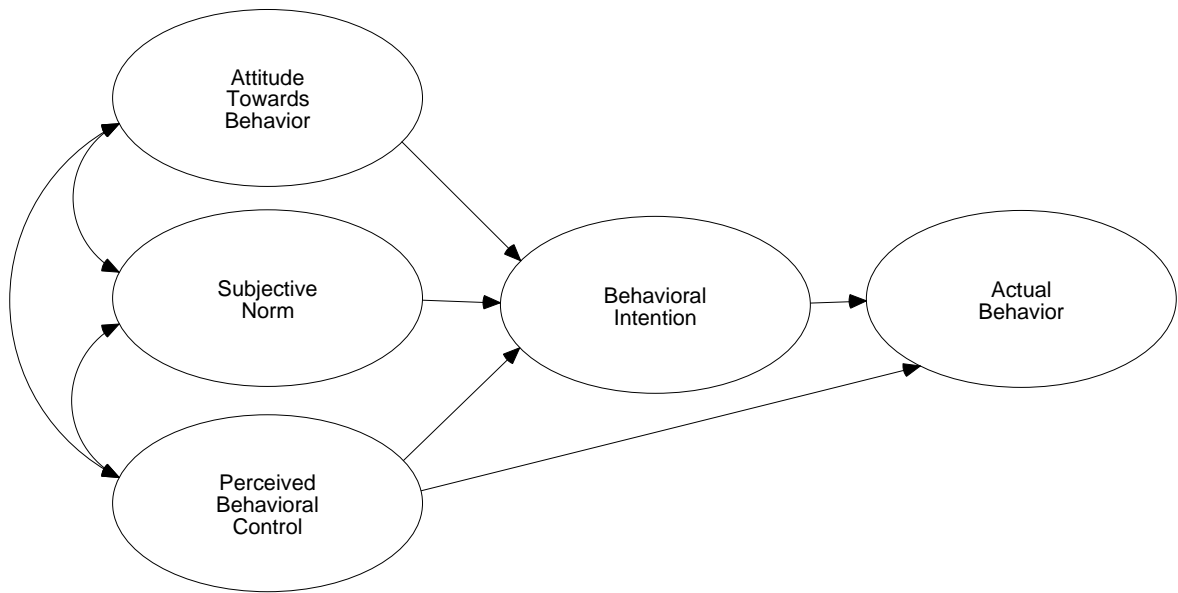 Attitude
Towards
Behavior
Subjective
Norm
Perceived
Behavioral
Control
Behavioral
Intention
Actual
Behavior